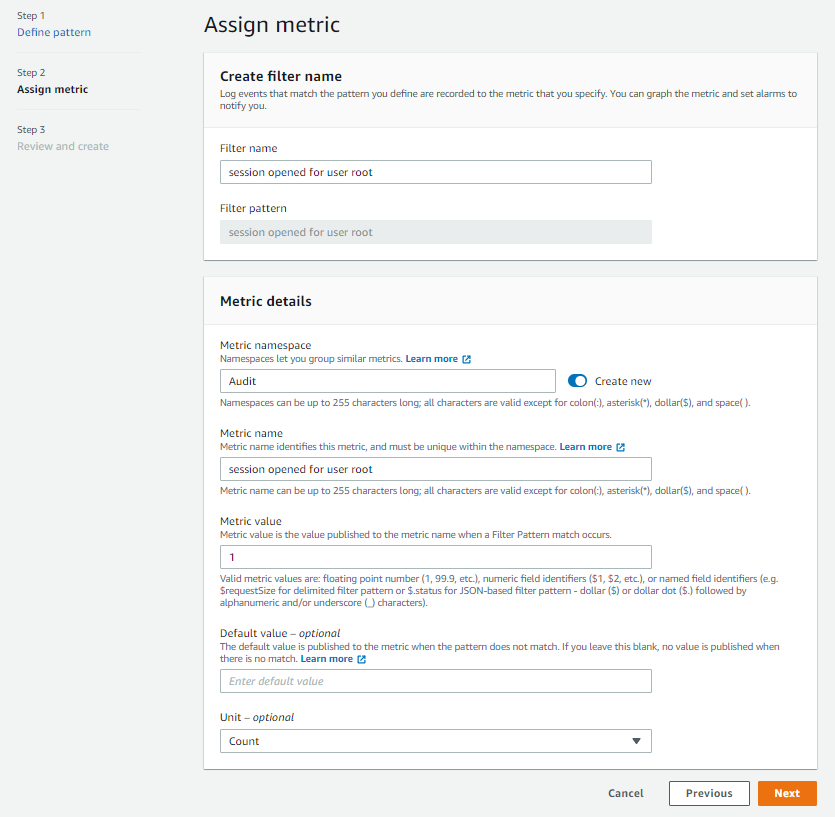 Step 1
Define pattern
Step 2
Assign metric
Step 3
Review and create
Assign metric
Create filter name
Log events that match the pattern you define are recorded to the metric that you specify. You can graph the metric and set alarms to
notify you.
Filter name
session opened for user root
Filter pattern
session opened for user root
Metric details
Metric namespace
Namespaces let you group similar metrics. Learn more
Audit
Create new
Namespaces can be up to 255 characters long; all characters are valid except for colon(:), asterisk(*), dollar($), and space( ).
Metric name
Metric name identifies this metric, and must be unique within the namespace. Learn more
session opened for user root
Metric name can be up to 255 characters long; all characters are valid except for colon(:), asterisk(*), dollar($), and space( ).
Metric value
Metric value is the value published to the metric name when a Filter Pattern match occurs.
1
Valid metric values are: floating point number (1, 99.9, etc.), numeric field identifiers ($1, $2, etc.), or named field identifiers (e.g.
$requestSize for delimited filter pattern or $.status for JSON-based filter pattern - dollar ($) or dollar dot ($.) followed by
alphanumeric and/or underscore (_) characters).
Default value – optional
The default value is published to the metric when the pattern does not match. If you leave this blank, no value is published when
there is no match. Learn more
Enter default value
Unit – optional
Count
Cancel
Previous
Next